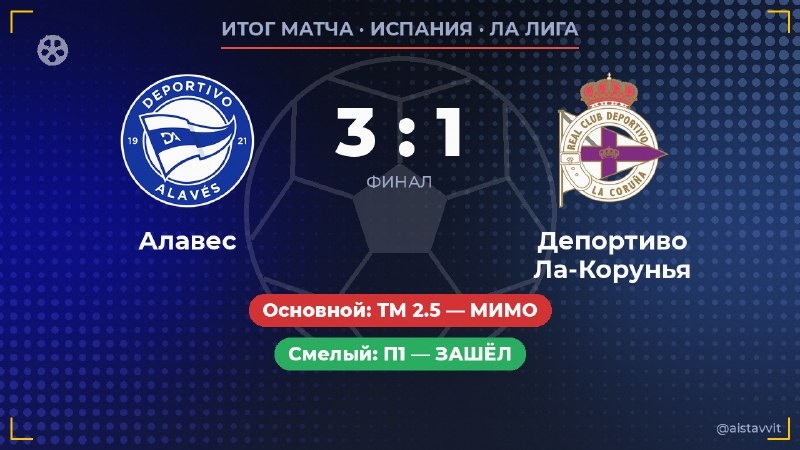 ИТОГ МАТЧА · ИСПАНИЯ · ЛА ЛИГА
DEPORTIVO
19 21
DA
ALAVÉS
3 : 1
ФИНАЛ
REAL CLUB DEPORTIVO
LA CORUÑA
Алавес
Депортиво
Ла-Корунья
Основной: ТМ 2.5 — МИМО
Смелый: П1 — ЗАШЁЛ
@aistavvit